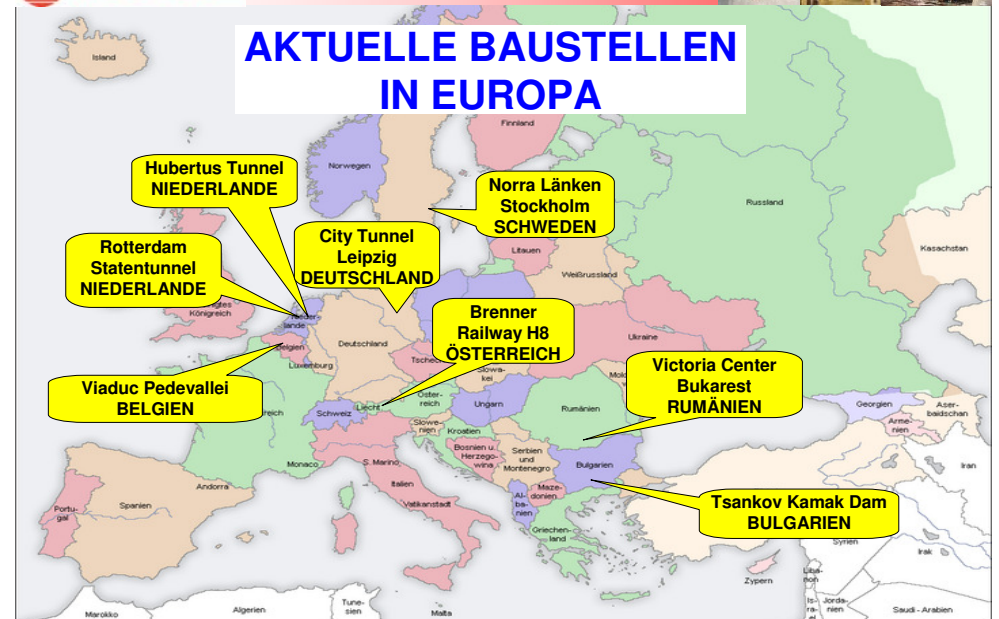 AKTUELLE BAUSTELLEN
IN EUROPA
Island
Finnland
Norwegen
Hubertus Tunnel
NIEDERLANDE
Norra Länken
Stockholm
SCHWEDEN
Russland
City Tunnel
Leipzig
DEUTSCHLAND
Rotterdam
Statentunnel
NIEDERLANDE
Litauen
Kasachstan
Weißrussland
Königreich
Nieder-
lande
Brenner
Railway H8
ÖSTERREICH
Deutschland
Ukraine
Belgien
Luxemburg
Tschech
Slowa-
kei
Victoria Center
Bukarest
RUMÄNIEN
Viaduc Pedevallei
BELGIEN
Öster-
reich
Liecht.
Schweiz
Ungarn
Rumänien
Georgien
Aser-
baidschan
Arme-
nien
Slowe-
nien
Kroatien
Bosnien u.
Herzego-
wina
Serbien
und
Montenegro
Bulgarien
Monaco
S. Marino
Italien
Iran
Andorra
Portu-
gal
Spanien
Vatikanstadt
Al-
ba-
nien
Maze-
donien
Tsankov Kamak Dam
BULGARIEN
Griechen-
land
Syrien
Irak
Zypern
Liba-
non
Is-
ra-
el
Jorda-
nien
Saudi-Arabien
Marokko
Algerien
Tune-
sien
Malta